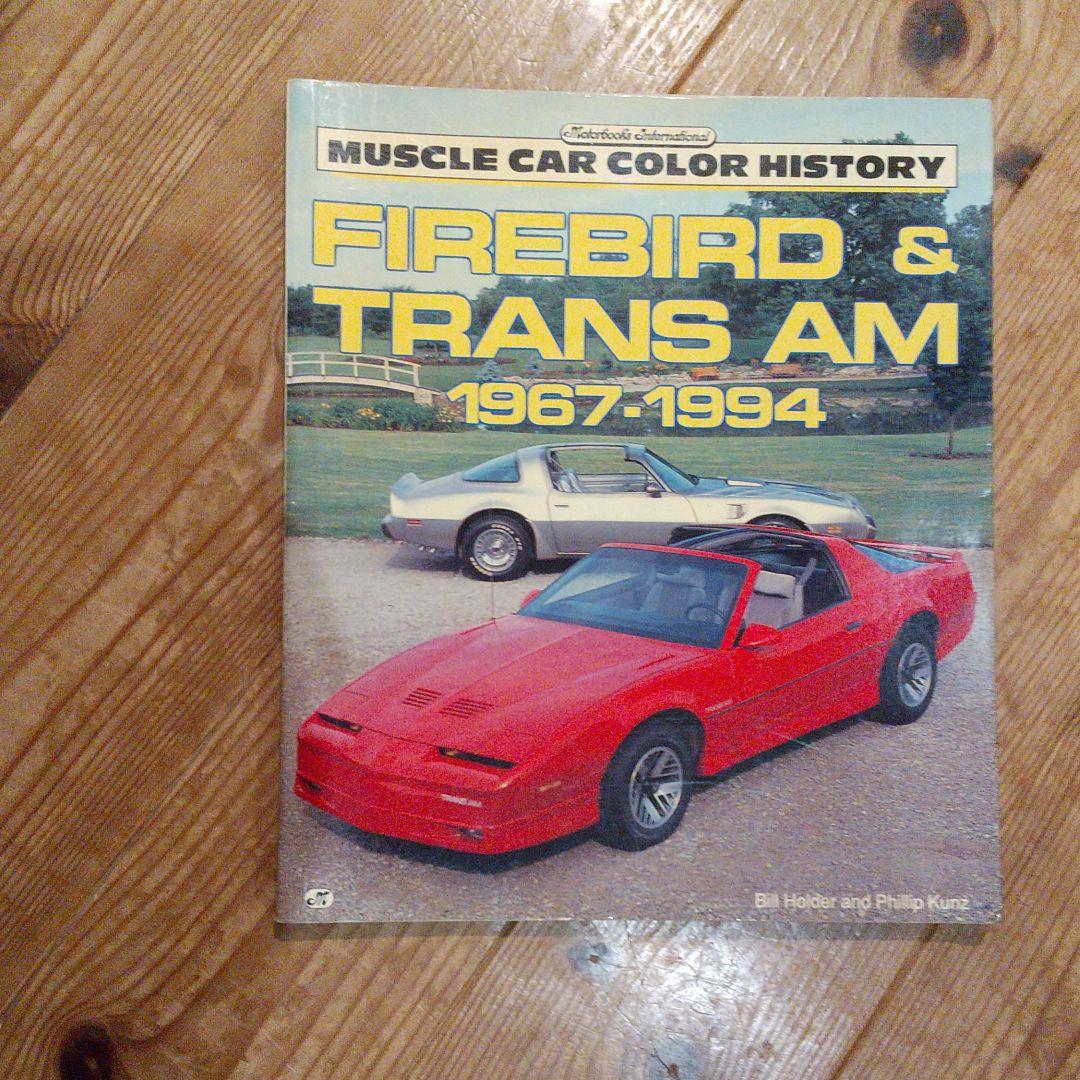 Motorbooks International
MUSCLE CAR COLOR HISTORY
FIREBIRD &
TRANS AM
1967-1994
Bill Holder and Phillip Kunz